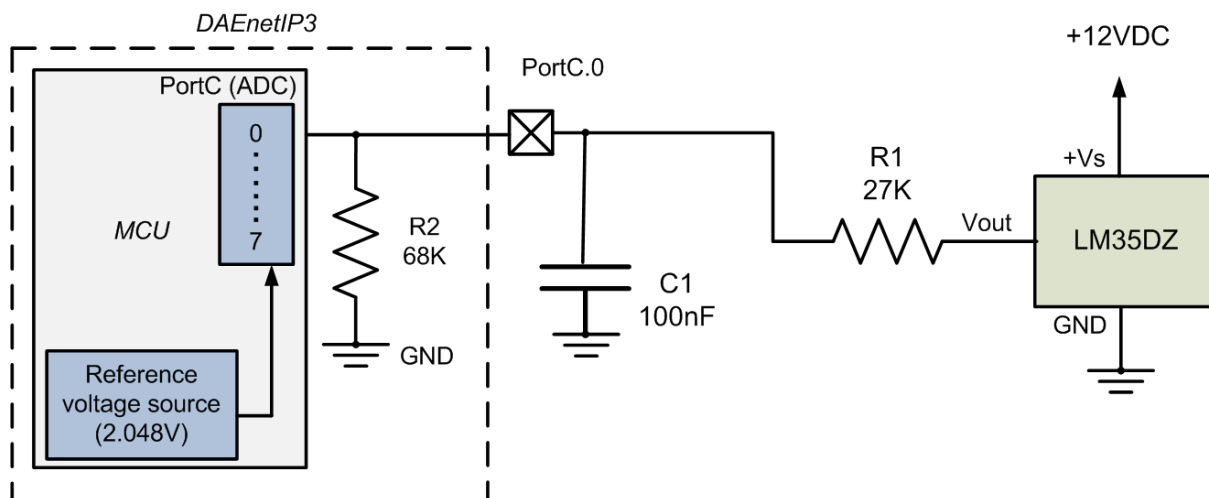 DAEnetIP3
+12VDC
PortC.0
PortC (ADC)
0
7
MCU
R2
68K
GND
Reference
voltage source
(2.048V)
C1
100nF
R1
27K
Vout
+Vs
LM35DZ
GND